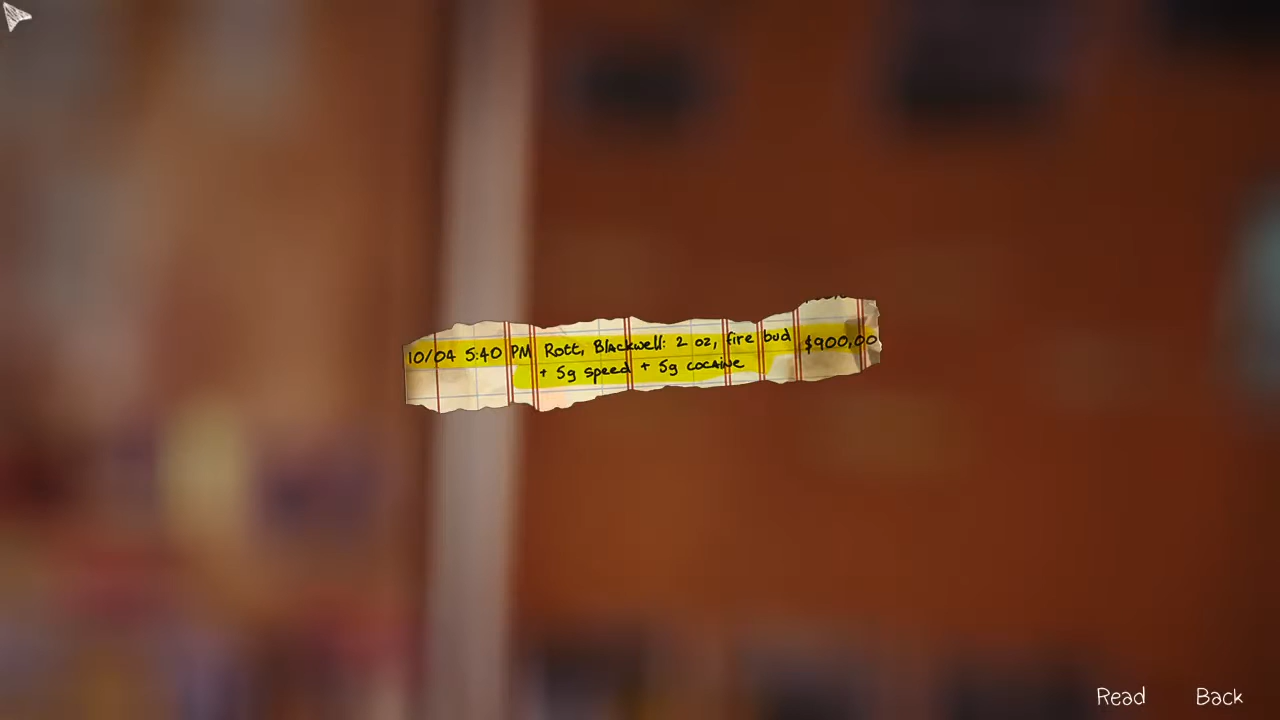 10/04 5:40 PM Rott, Blackwell: 2 oz, fire bud $900,00
+ 5g speed + 5g cocaine
Read Back